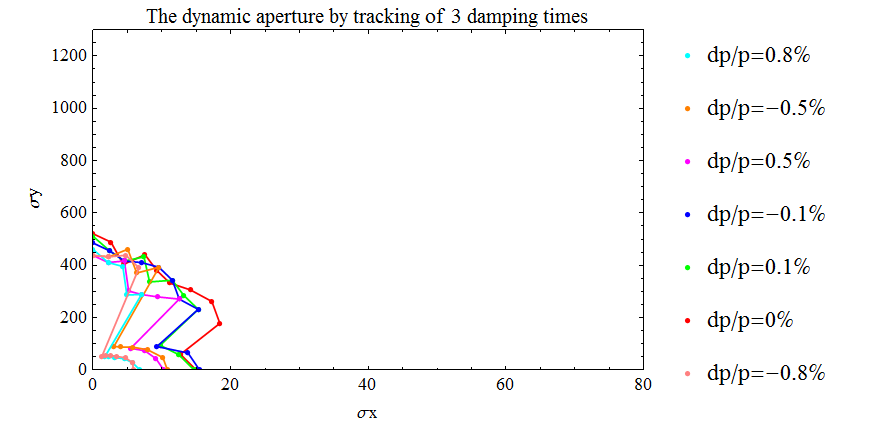 The dynamic aperture by tracking of 3 damping times
1200
1000
800
600
400
200
0
σy
0 20 40 60 80
σx
dp/p=0.8%
dp/p=−0.5%
dp/p=0.5%
dp/p=−0.1%
dp/p=0.1%
dp/p=0%
dp/p=−0.8%